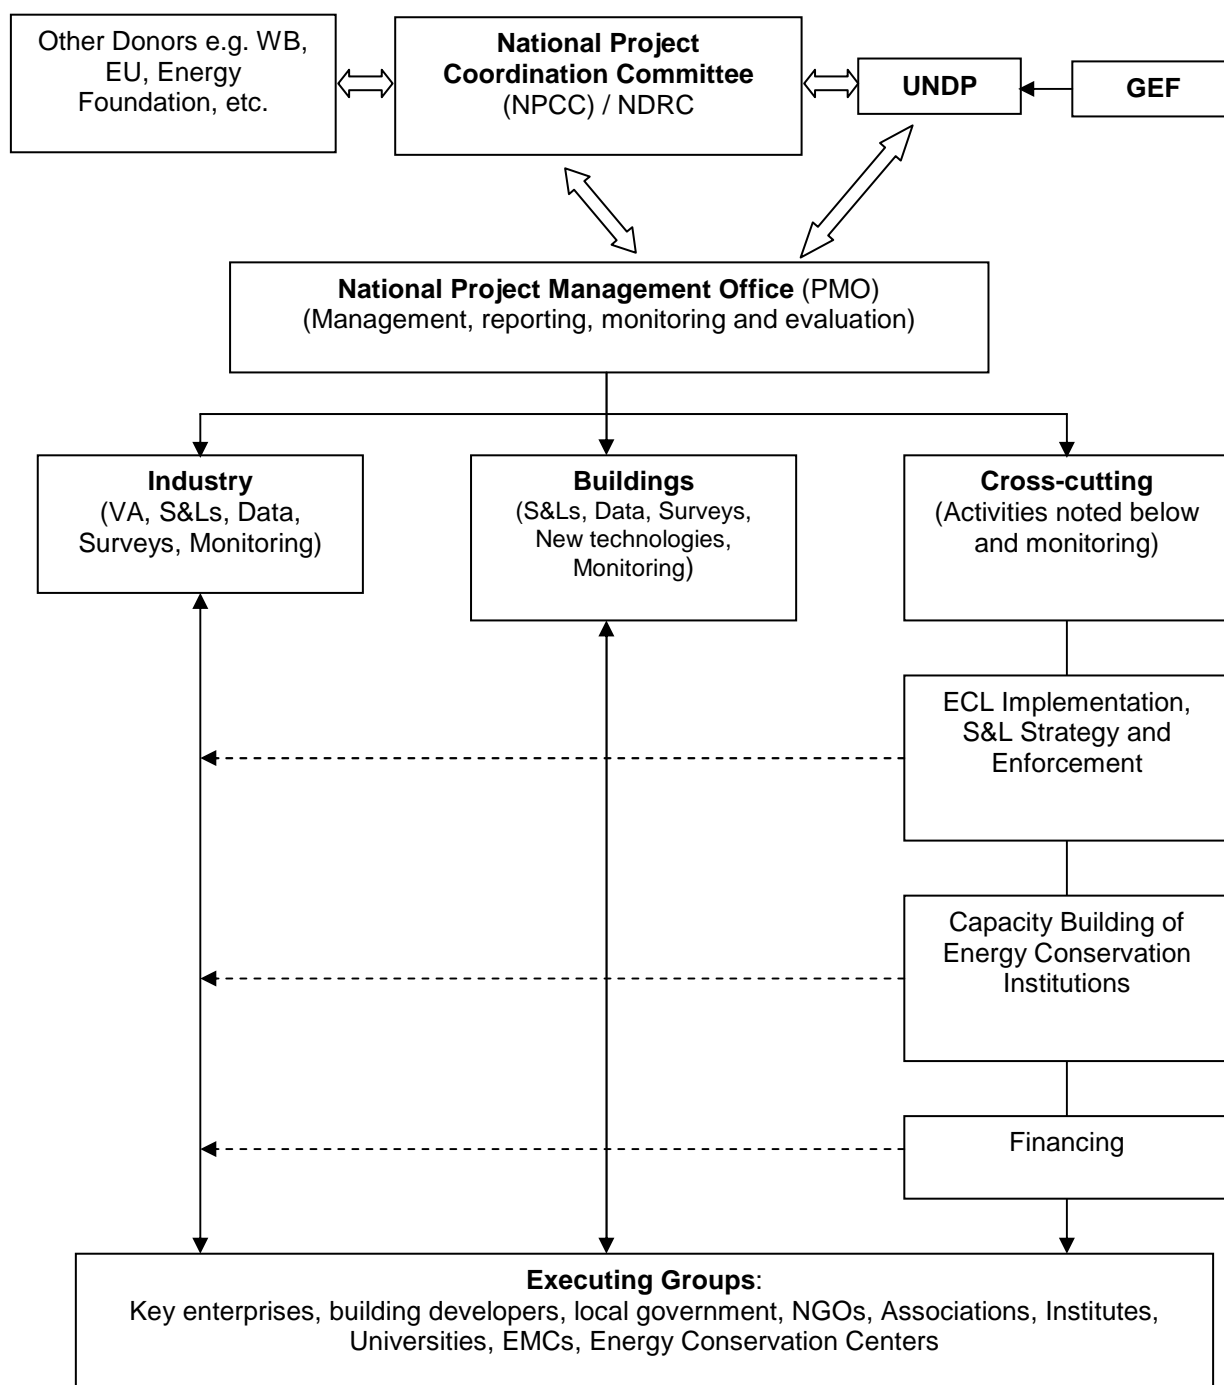 Other Donors e.g. WB,
EU, Energy
Foundation, etc.
National Project
Coordination Committee
(NPCC) / NDRC
UNDP
GEF
National Project Management Office (PMO)
(Management, reporting, monitoring and evaluation)
Industry
(VA, S&Ls, Data,
Surveys, Monitoring)
Buildings
(S&Ls, Data, Surveys,
New technologies,
Monitoring)
Cross-cutting
(Activities noted below
and monitoring)
ECL Implementation,
S&L Strategy and
Enforcement
Capacity Building of
Energy Conservation
Institutions
Financing
Executing Groups:
Key enterprises, building developers, local government, NGOs, Associations, Institutes,
Universities, EMCs, Energy Conservation Centers